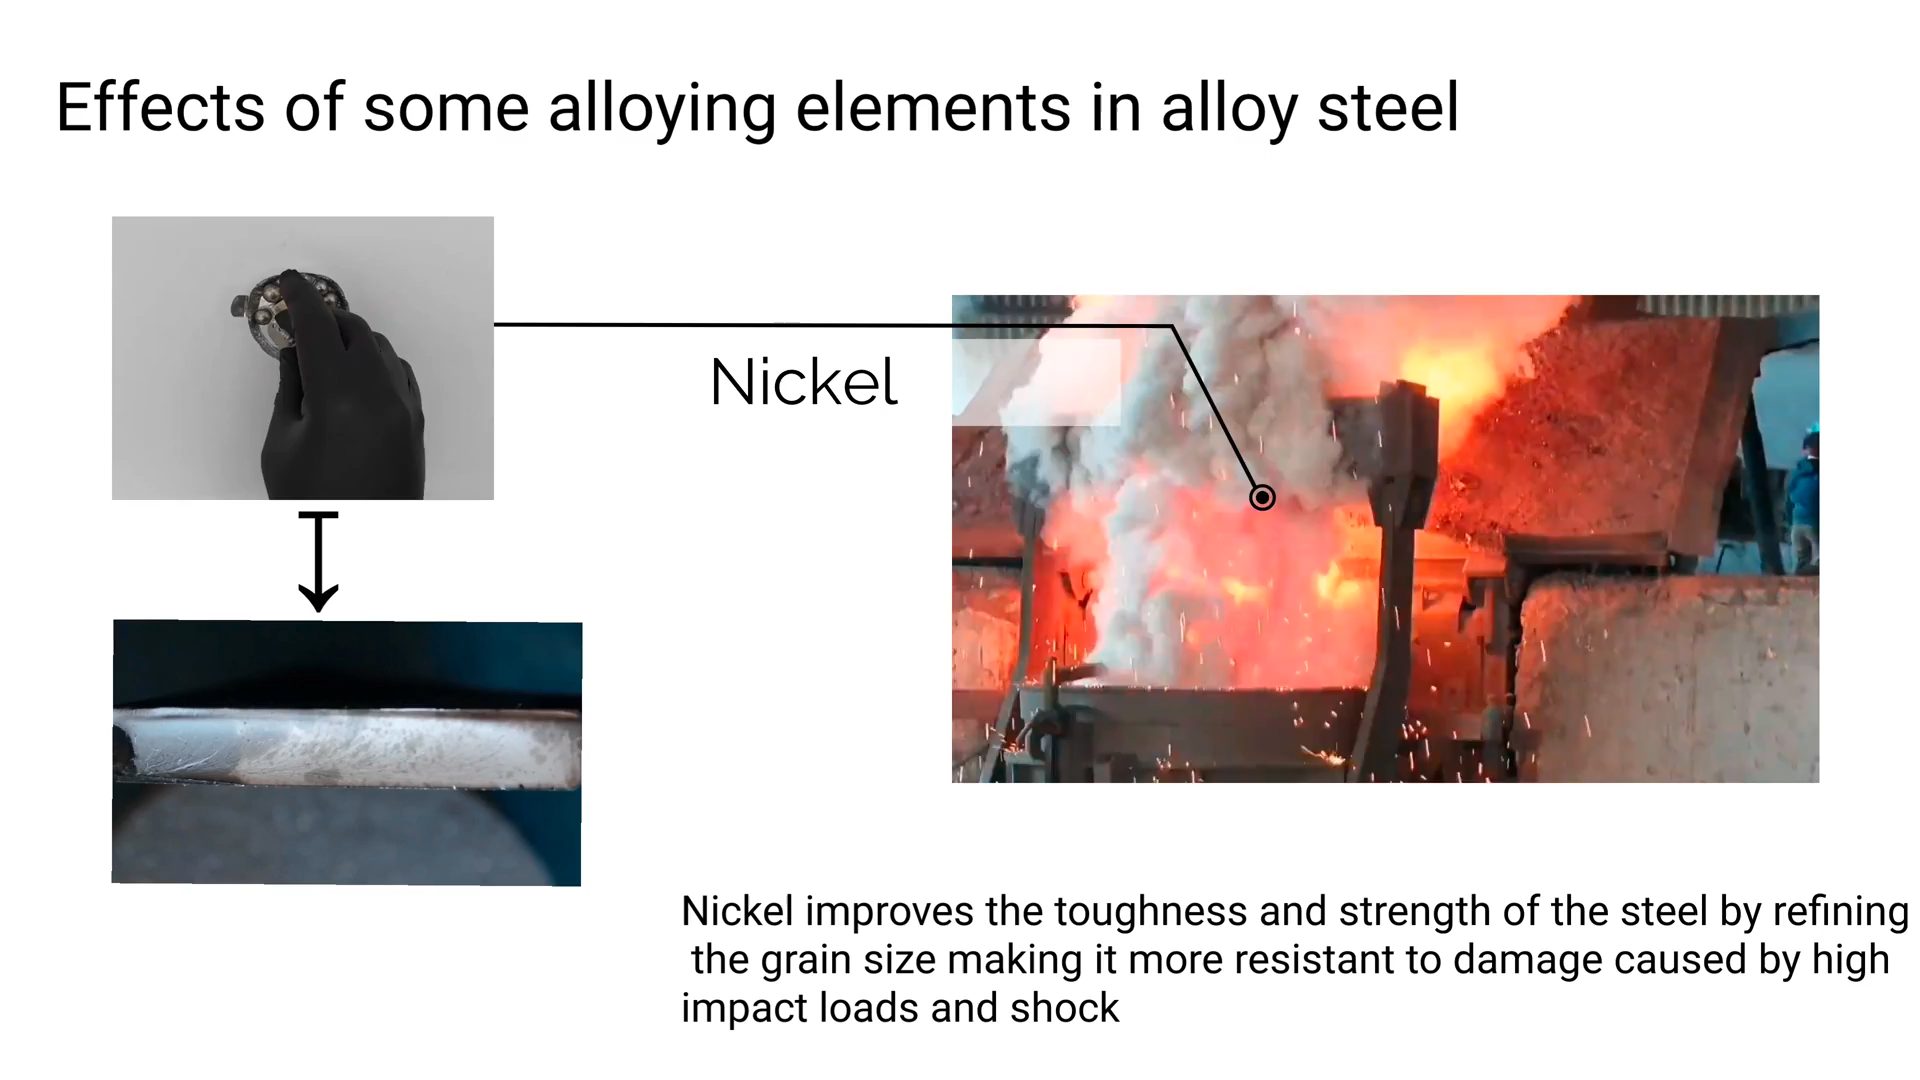 Effects of some alloying elements in alloy steel
Nickel
Nickel improves the toughness and strength of the steel by refining
the grain size making it more resistant to damage caused by high
impact loads and shock